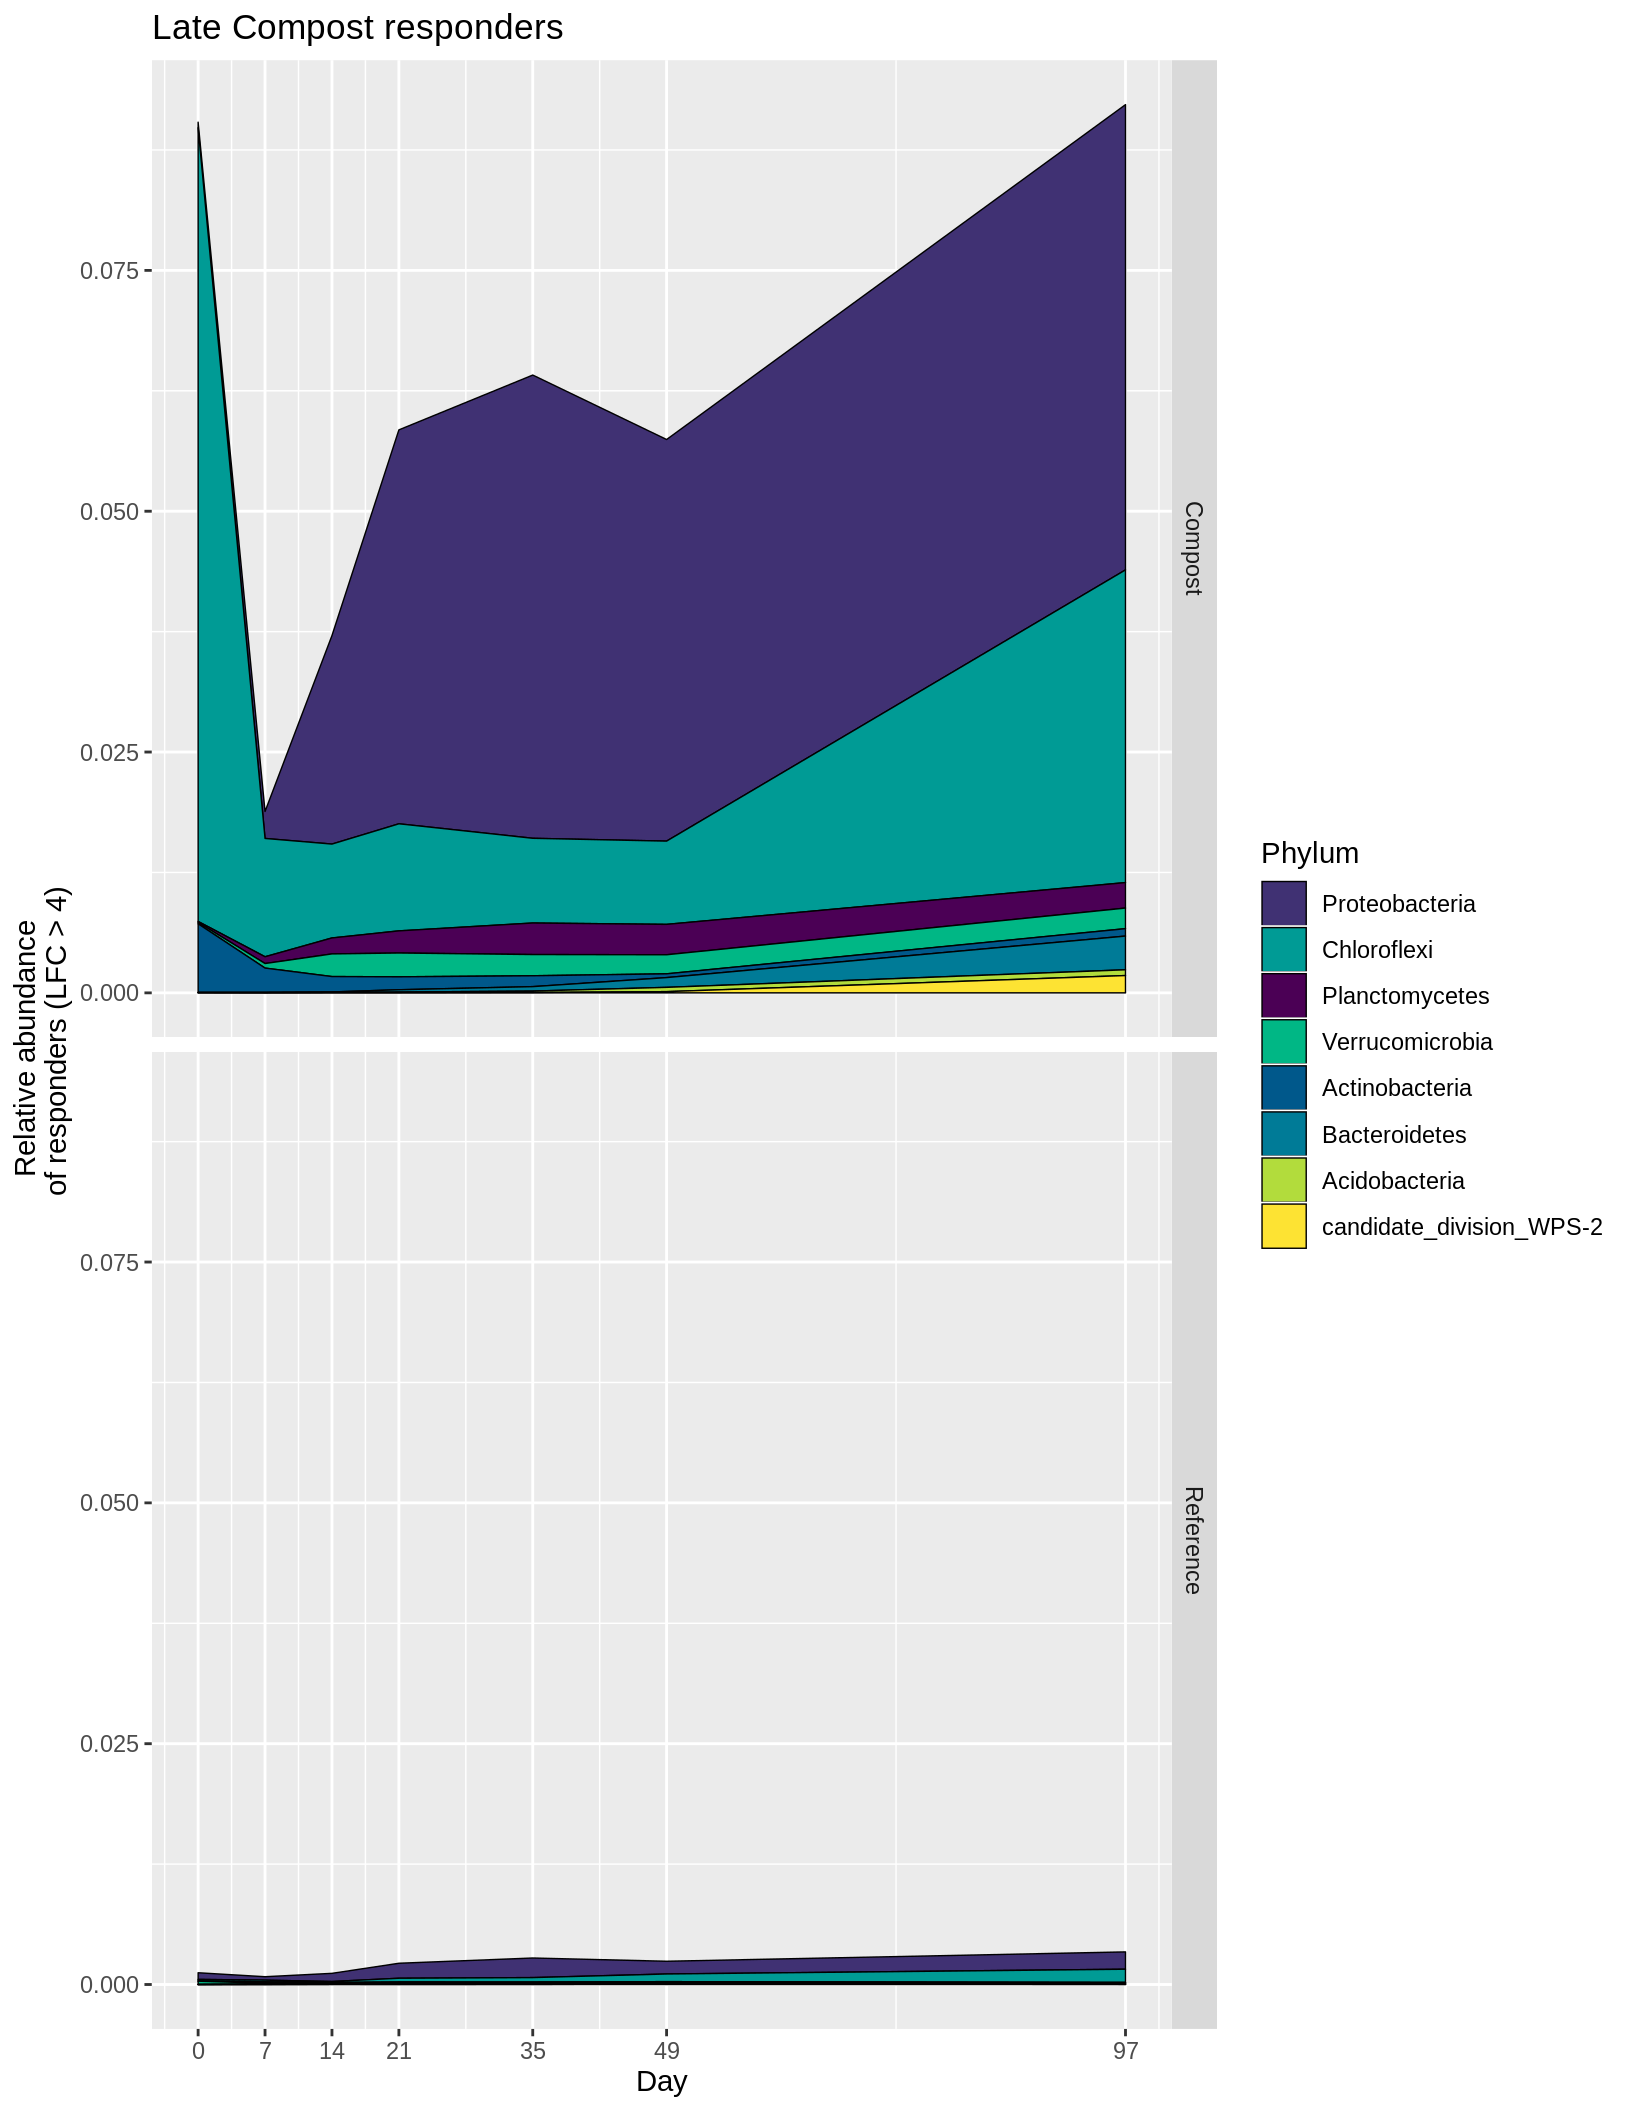 Late Compost responders
0.075
0.050
0.025
0.000
Compost
Relative abundance
of responders (LFC > 4)
0.075
0.050
0.025
0.000
Reference
0 7 14 21 35 49 97
Day
Phylum
Proteobacteria
Chloroflexi
Planctomycetes
Verrucomicrobia
Actinobacteria
Bacteroidetes
Acidobacteria
candidate_division_WPS-2